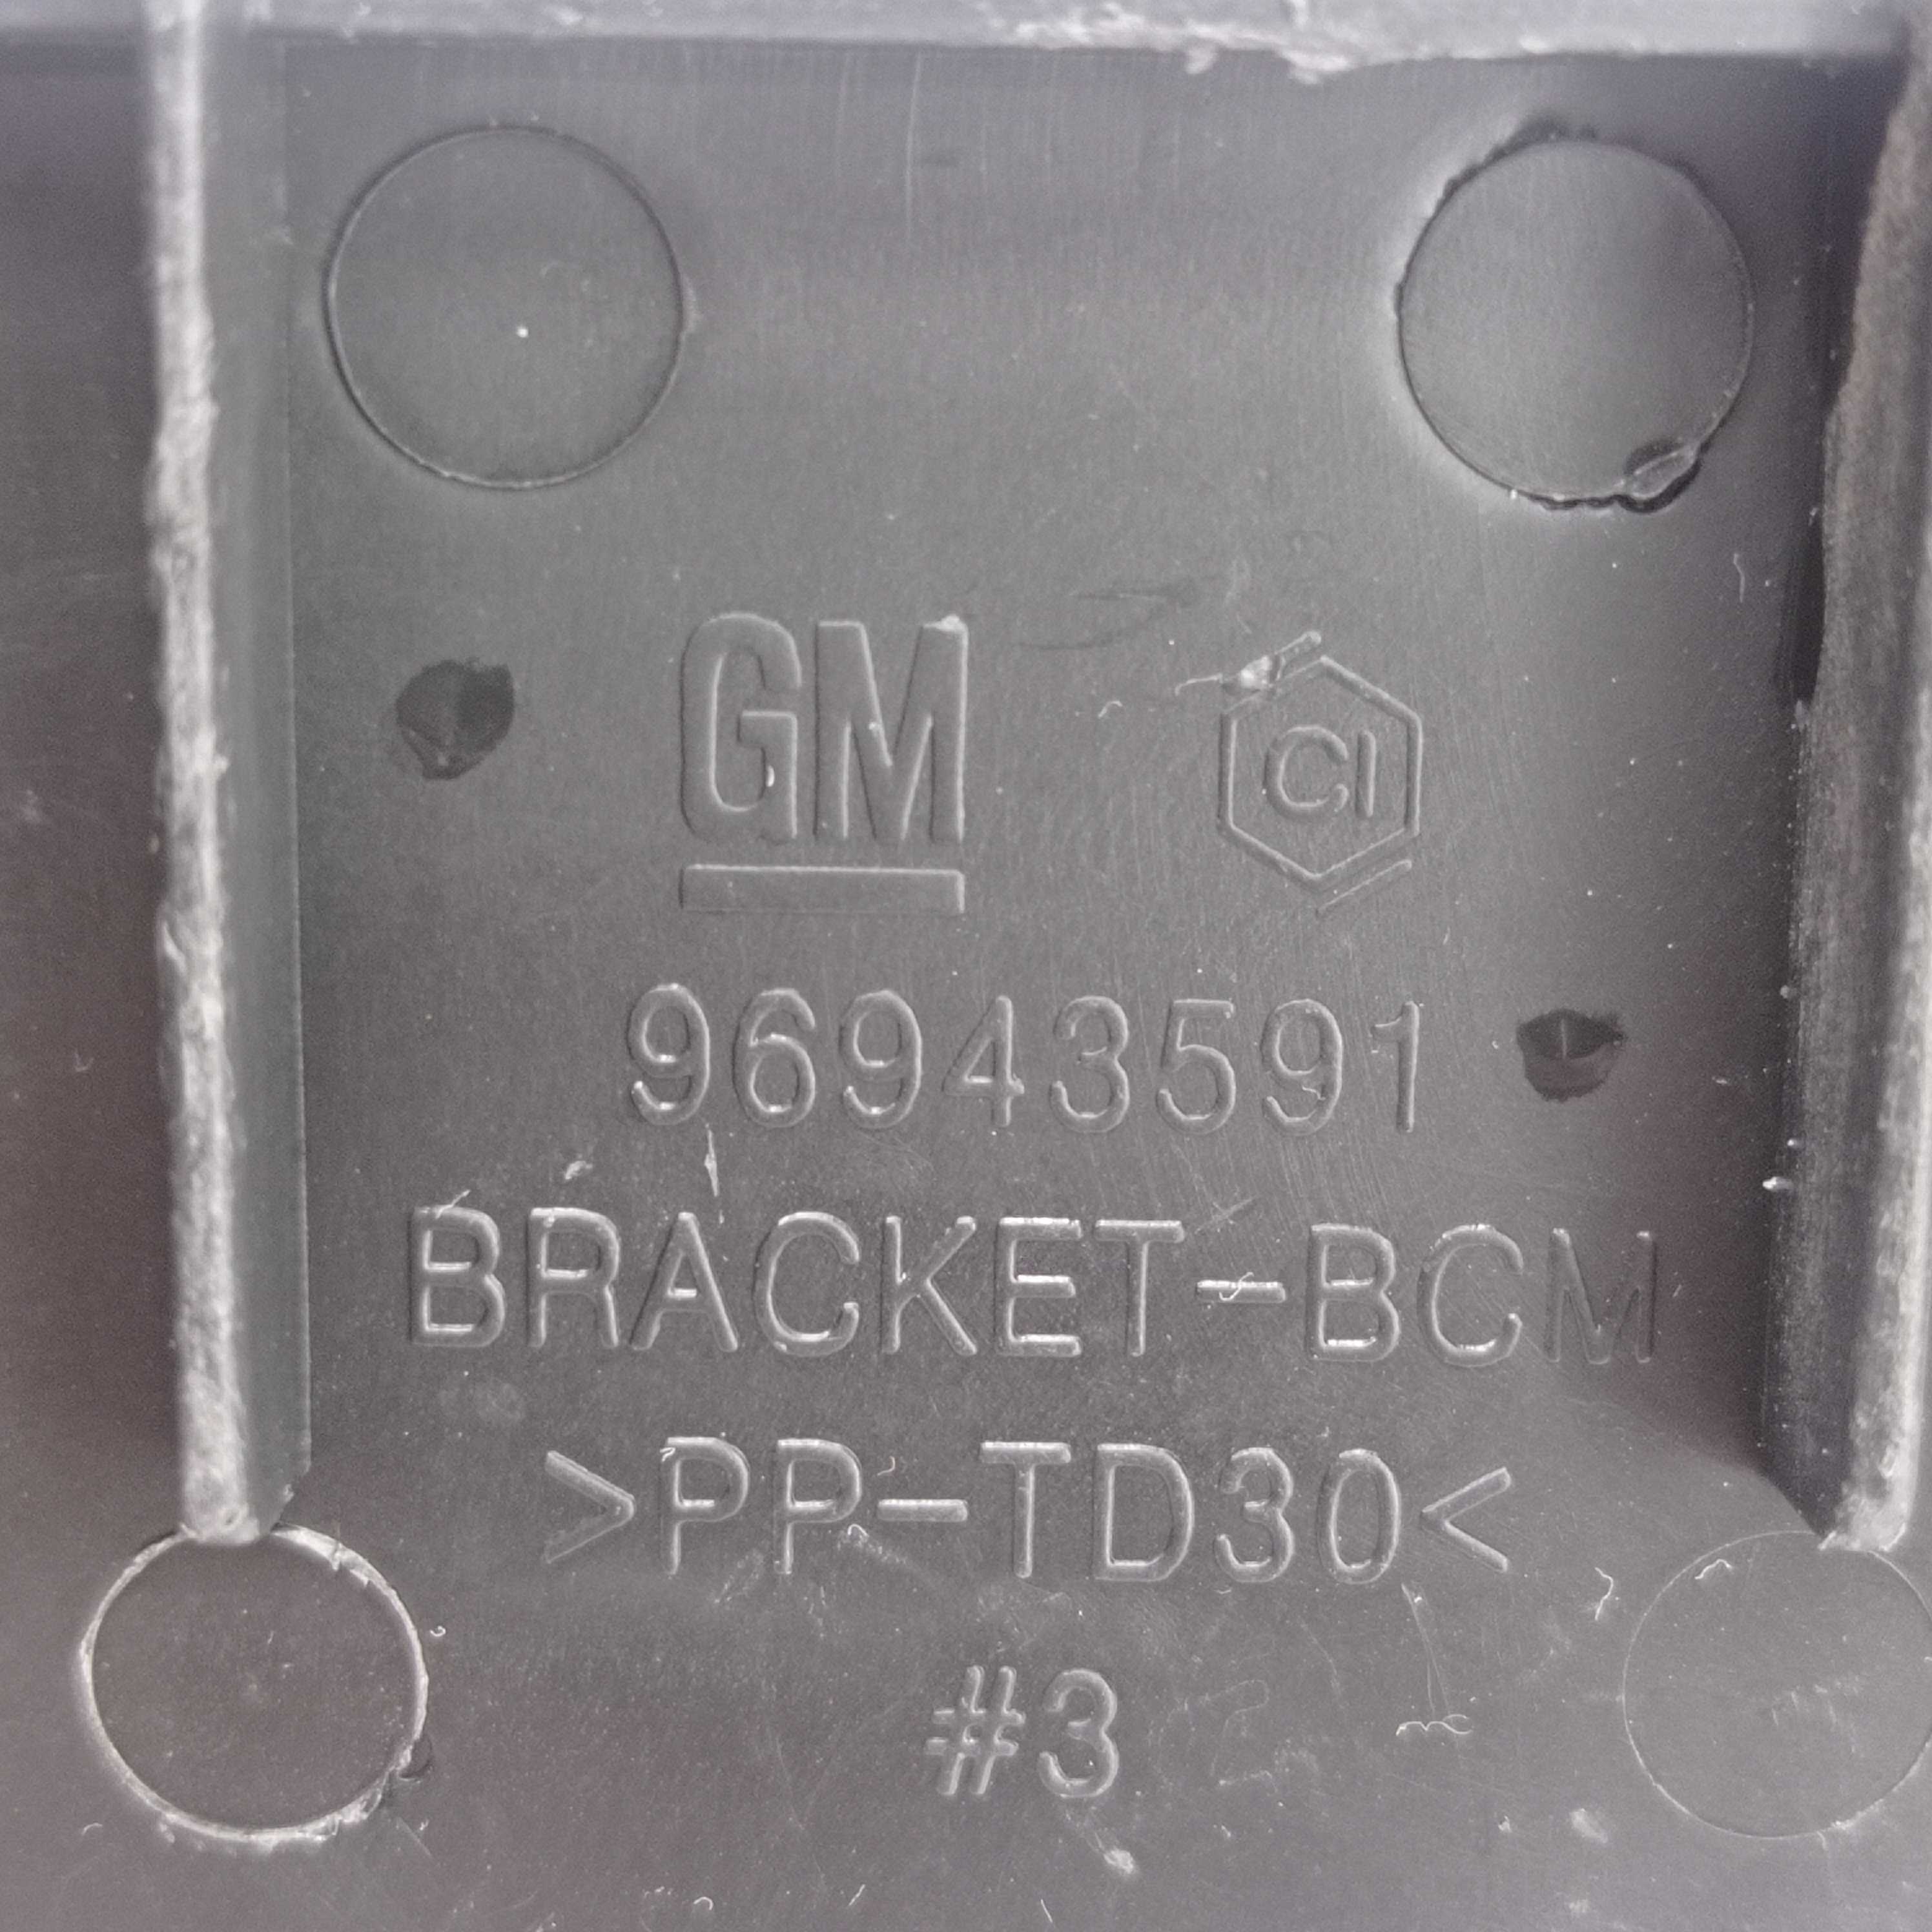 GM CI
96943591
BRACKET-BCM
>PP-TD30<
#3